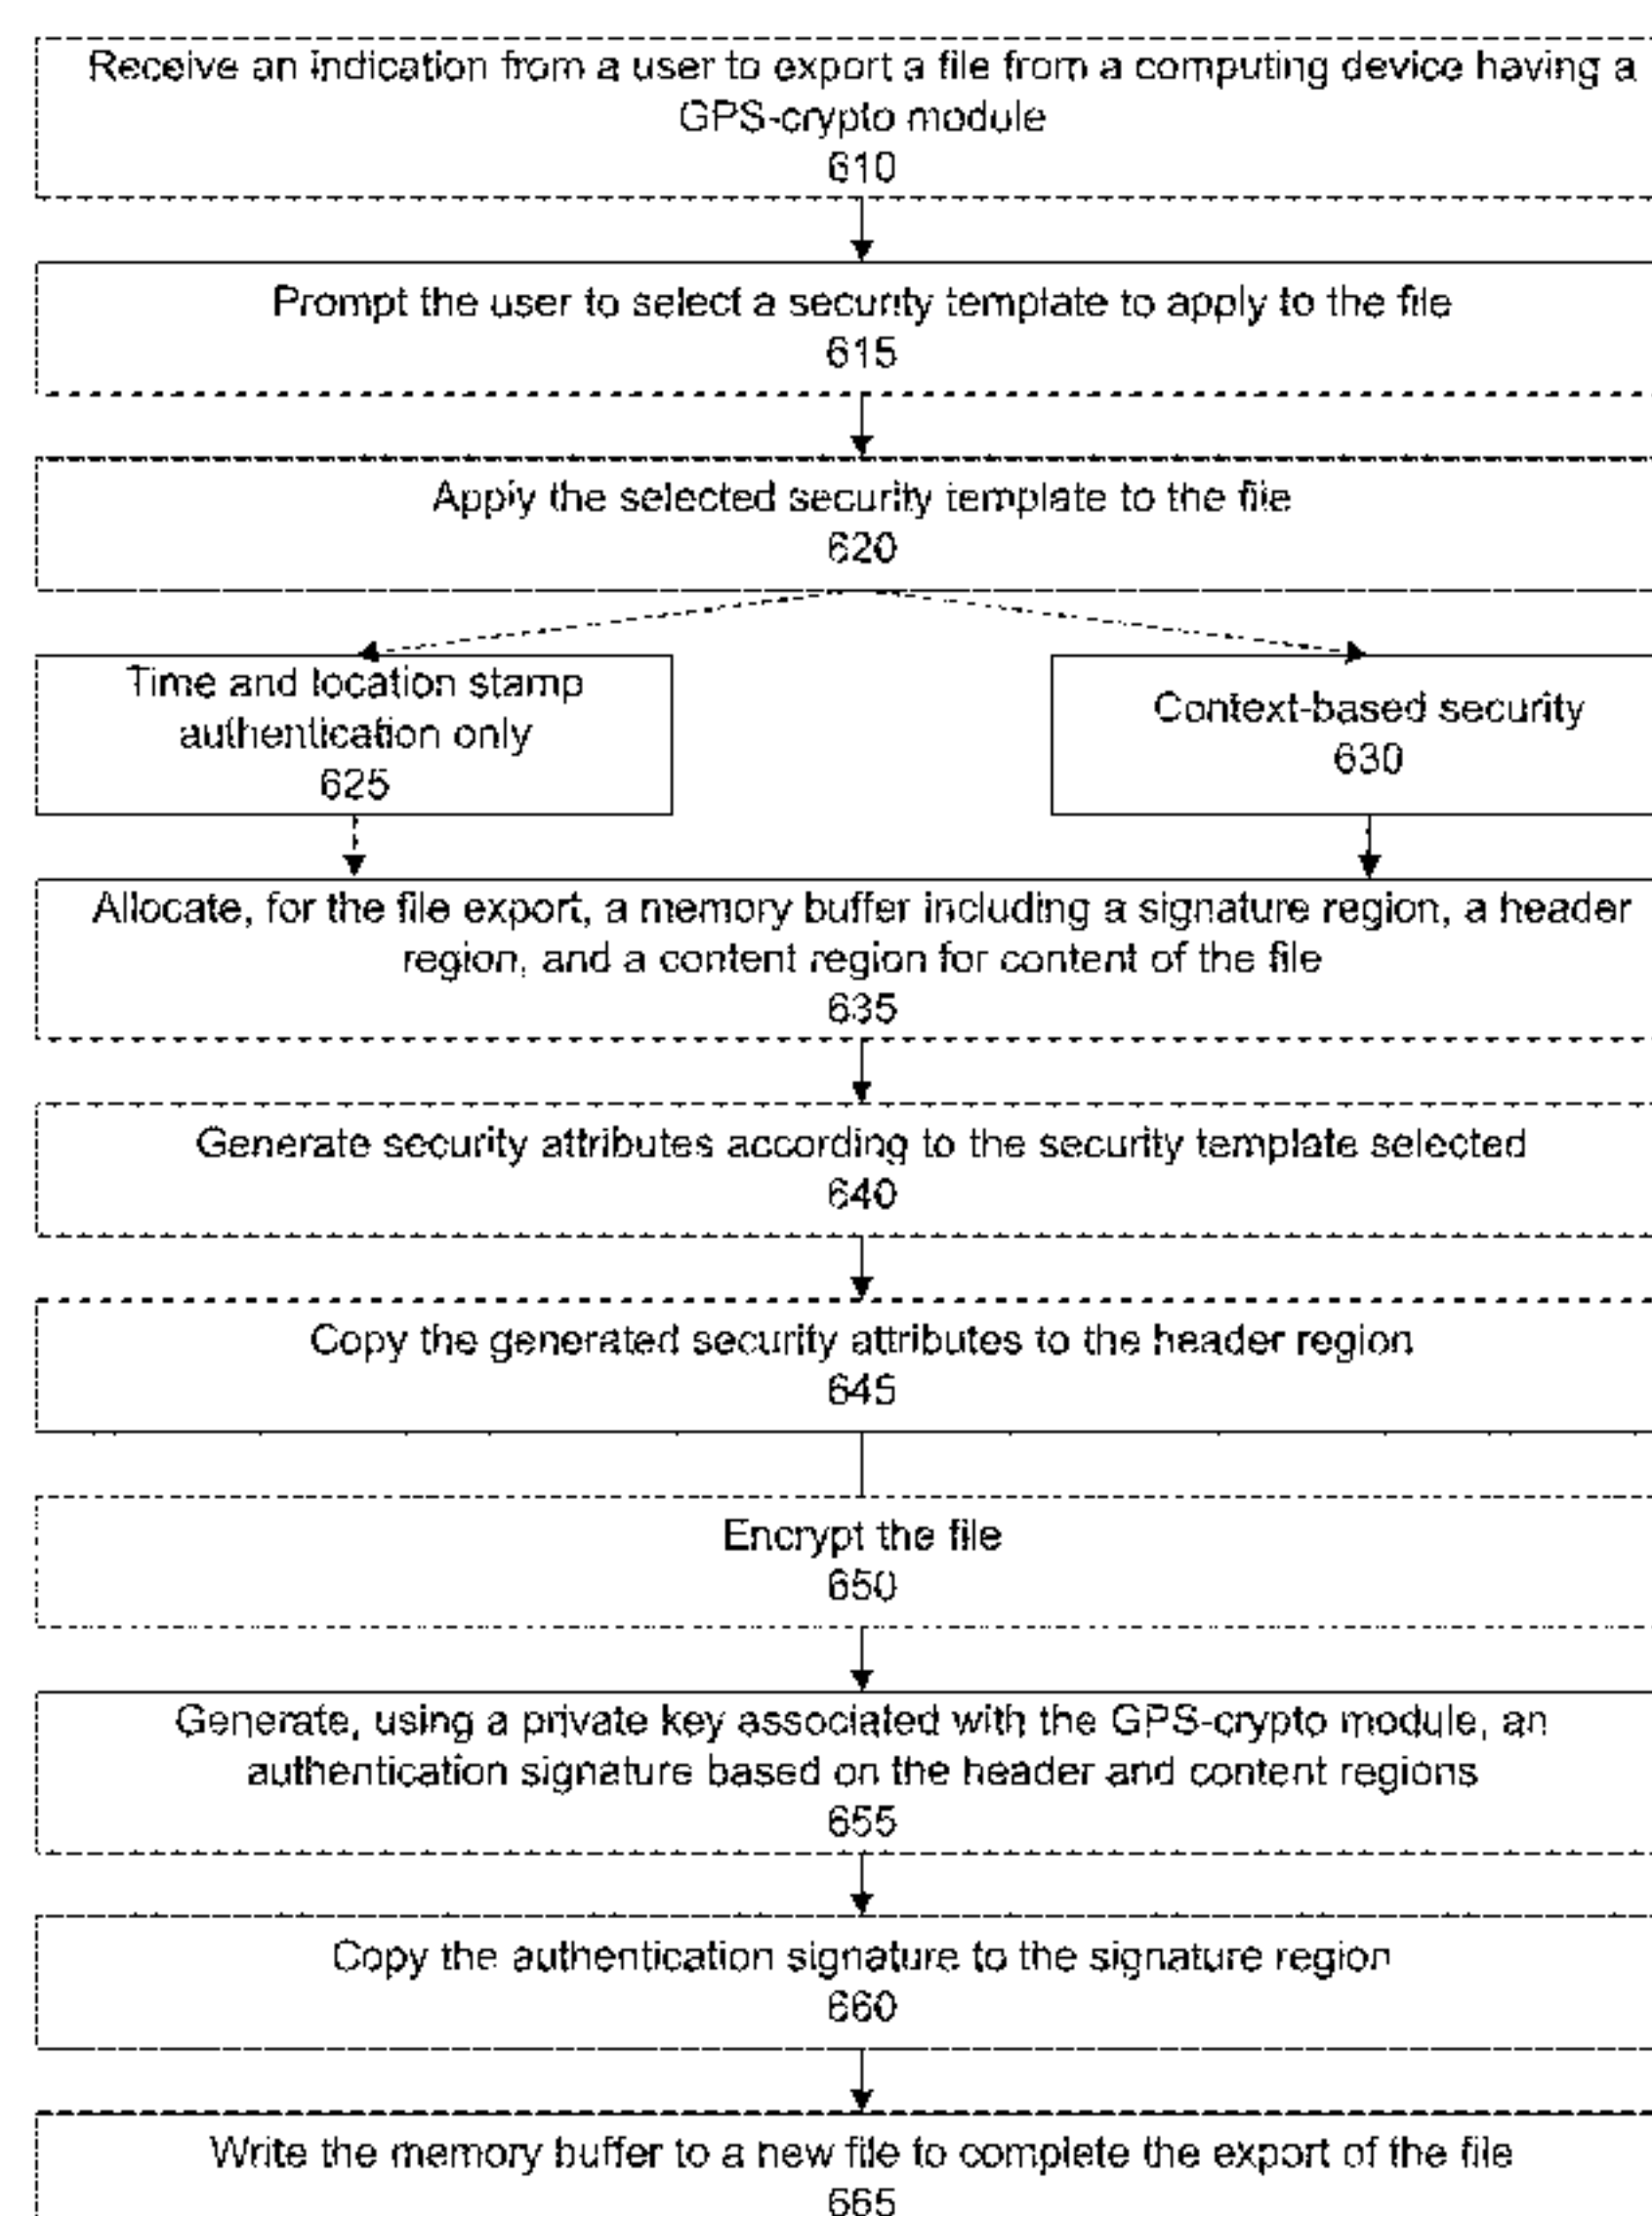 Receive an indication from a user to export a file from a computing device having a
GPS-crypto module
610
Prompt the user to select a security template to apply to the file
615
Apply the selected security template to the file
620
Time and location stamp
authentication only
625
Context-based security
630
Allocate, for the file export, a memory buffer including a signature region, a header
region, and a content region for content of the file
635
Generate security attributes according to the security template selected
640
Copy the generated security attributes to the header region
645
Encrypt the file
650
Generate, using a private key associated with the GPS-crypto module, an
authentication signature based on the header and content regions
655
Copy the authentication signature to the signature region
660
Write the memory buffer to a new file to complete the export of the file
665